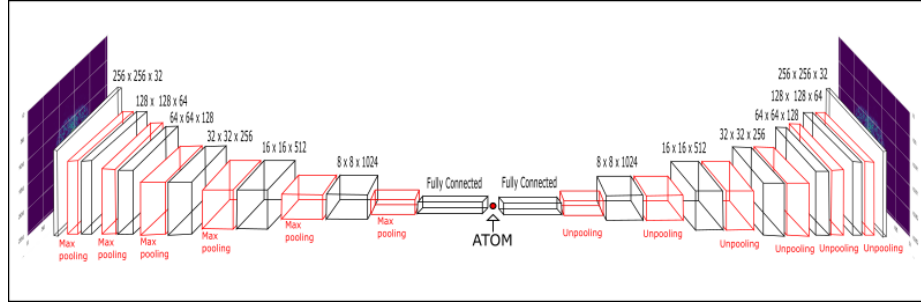 256 x 256 x 32
128 x 128 x 64
64 x 64 x 128
32 x 32 x 256
16 x 16 x 512
8 x 8 x 1024
Fully Connected
Fully Connected
8 x 8 x 1024
16 x 16 x 512
32 x 32 x 256
64 x 64 x 128
128 x 128 x 64
256 x 256 x 32
Max
pooling
Max
pooling
Max
pooling
Max
pooling
Max
pooling
Max
pooling
ATOM
Unpooling
Unpooling
Unpooling
Unpooling
Unpooling
Unpooling